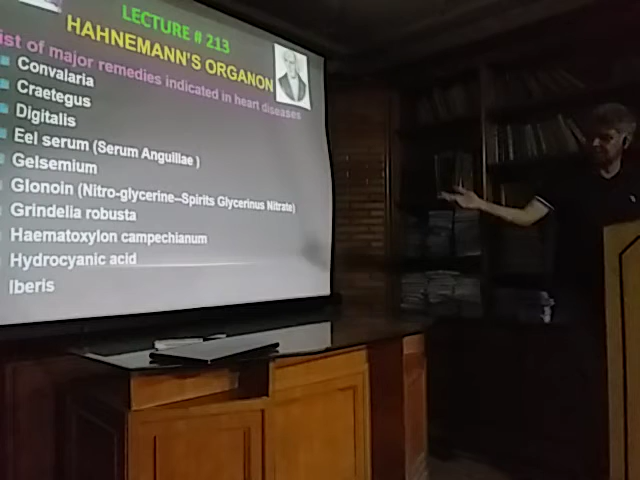 LECTURE # 213
HAHNEMANN'S ORGANON
ist of major remedies indicated in heart diseases
Convalaria
Craetegus
Digitalis
Eel serum (Serum Anguillae )
Gelsemium
Glonoin (Nitro-glycerine–Spirits Glycerinus Nitrate)
Grindelia robusta
Haematoxylon campechianum
Hydrocyanic acid
Iberis